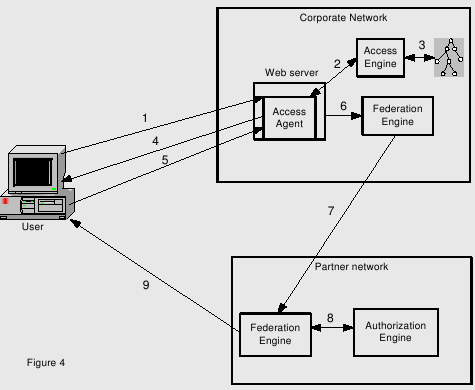 Corporate Network
Access
Engine
3
2
Web server
Access
Agent
6
Federation
Engine
1
4
5
User
7
Partner network
9
Federation
Engine
8
Authorization
Engine
Figure 4